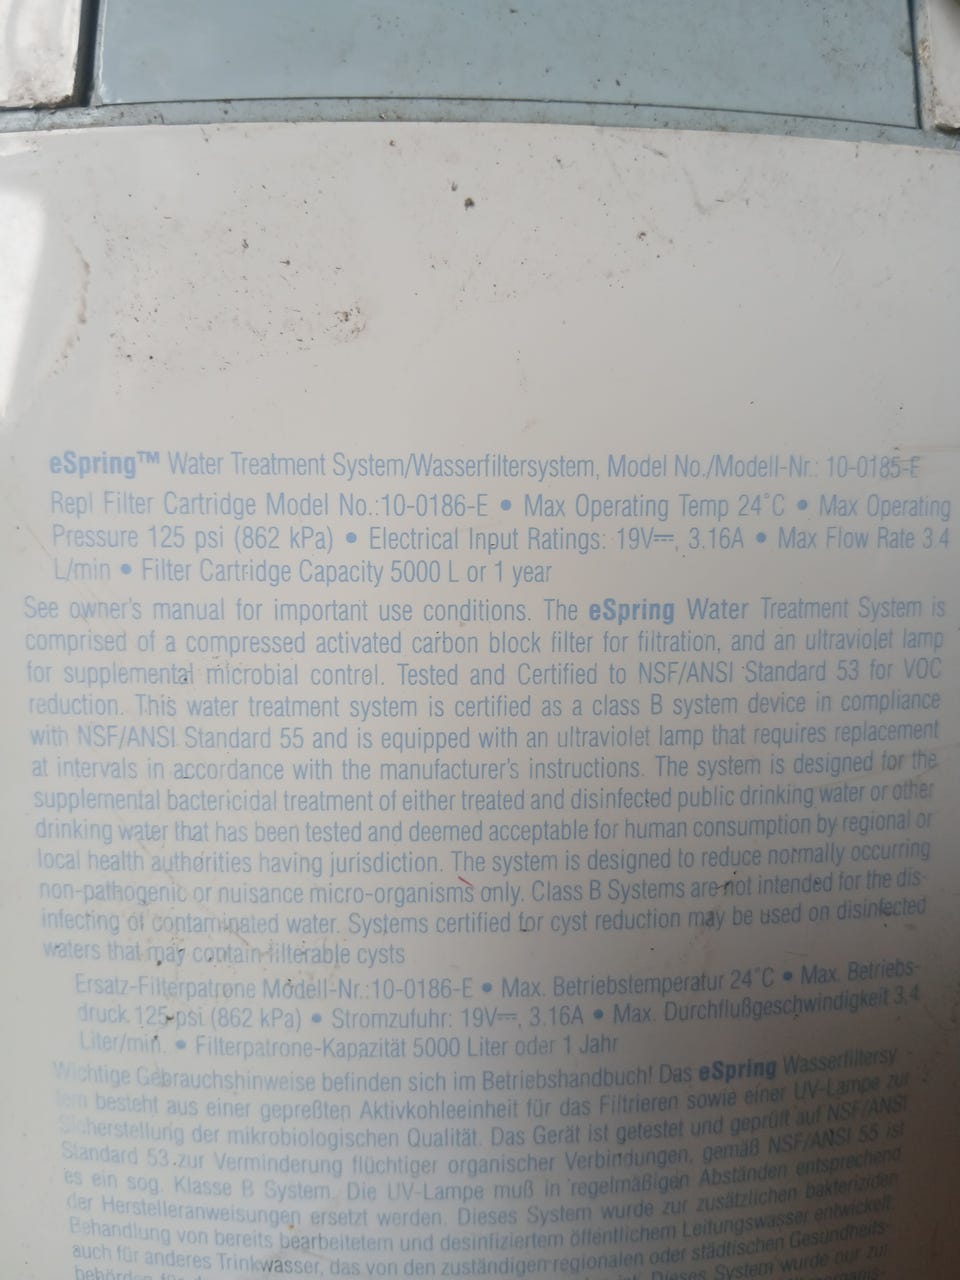 eSpring™ Water Treatment System/Wasserfiltersystem, Model No./Modell-Nr.: 10-0185-E
Repl Filter Cartridge Model No.:10-0186-E • Max Operating Temp 24°C • Max Operating
Pressure 125 psi (862 kPa) • Electrical Input Ratings: 19V⎓, 3.16A • Max Flow Rate 3.4
L/min • Filter Cartridge Capacity 5000 L or 1 year
See owner's manual for important use conditions. The eSpring Water Treatment System is
comprised of a compressed activated carbon block filter for filtration, and an ultraviolet lamp
for supplemental microbial control. Tested and Certified to NSF/ANSI Standard 53 for VOC
reduction. This water treatment system is certified as a class B system device in compliance
with NSF/ANSI Standard 55 and is equipped with an ultraviolet lamp that requires replacement
at intervals in accordance with the manufacturer's instructions. The system is designed for the
supplemental bactericidal treatment of either treated and disinfected public drinking water or other
drinking water that has been tested and deemed acceptable for human consumption by regional or
local health authorities having jurisdiction. The system is designed to reduce normally occurring
non-pathogenic or nuisance micro-organisms only. Class B Systems are not intended for the dis-
infecting of contaminated water. Systems certified for cyst reduction may be used on disinfected
waters that may contain filterable cysts
Ersatz-Filterpatrone Modell-Nr.:10-0186-E • Max. Betriebstemperatur 24°C • Max. Betriebs-
druck 125 psi (862 kPa) • Stromzufuhr: 19V⎓, 3.16A • Max. Durchflußgeschwindigkeit 3,4
Liter/min. • Filterpatrone-Kapazität 5000 Liter oder 1 Jahr
Wichtige Gebrauchshinweise befinden sich im Betriebshandbuch! Das eSpring Wasserfiltersy
tem besteht aus einer gepreßten Aktivkohleeinheit für das Filtrieren sowie einer UV-Lampe zur
Sicherstellung der mikrobiologischen Qualität. Das Gerät ist getestet und geprüft auf NSF/ANSI
Standard 53 zur Verminderung flüchtiger organischer Verbindungen, gemäß NSF/ANSI 55 ist
es ein sog. Klasse B System. Die UV-Lampe muß in regelmäßigen Abständen entsprechend
der Herstelleranweisungen ersetzt werden. Dieses System wurde zur zusätzlichen bakteriziden
Behandlung von bereits bearbeitetem und desinfiziertem öffentlichem Leitungswasser entwickelt
auch für anderes Trinkwasser, das von den zuständigen regionalen oder städtischen Gesundheits-
behörden Dieses System wurde nur zur